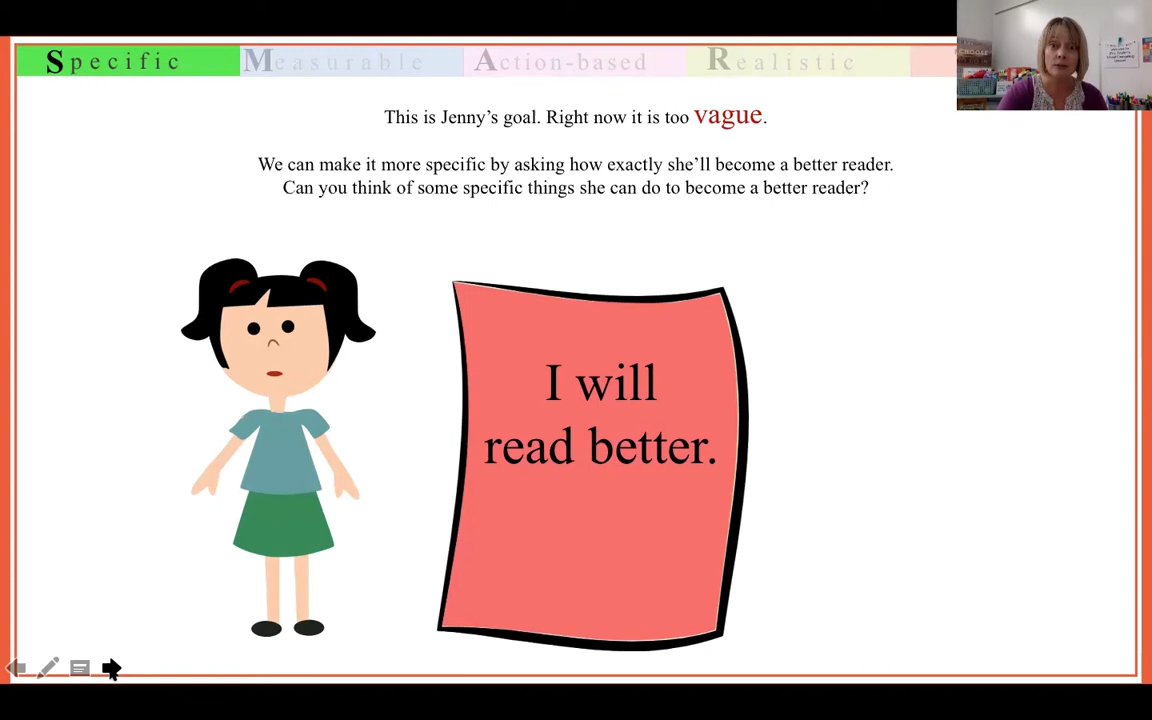 Specific Measurable Action-based Realistic
This is Jenny's goal. Right now it is too vague.
We can make it more specific by asking how exactly she'll become a better reader.
Can you think of some specific things she can do to become a better reader?
I will
read better.